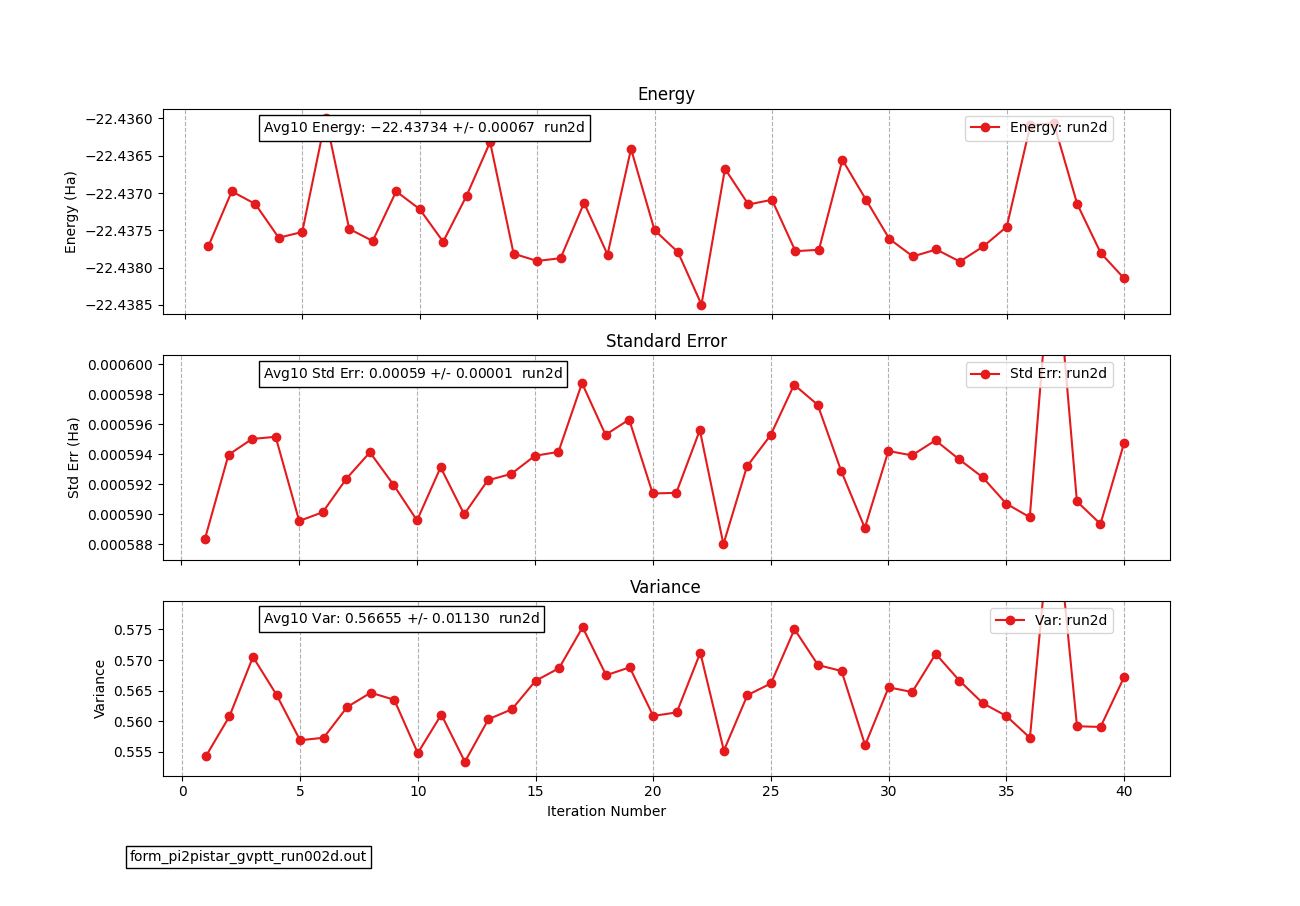 Energy
Avg10 Energy: −22.43734 +/- 0.00067 run2d
Energy: run2d
Energy (Ha)
−22.4360
−22.4365
−22.4370
−22.4375
−22.4380
−22.4385
Standard Error
Avg10 Std Err: 0.00059 +/- 0.00001 run2d
Std Err: run2d
Std Err (Ha)
0.000600
0.000598
0.000596
0.000594
0.000592
0.000590
0.000588
Variance
Avg10 Var: 0.56655 +/- 0.01130 run2d
Var: run2d
Variance
0.575
0.570
0.565
0.560
0.555
0 5 10 15 20 25 30 35 40
Iteration Number
form_pi2pistar_gvptt_run002d.out